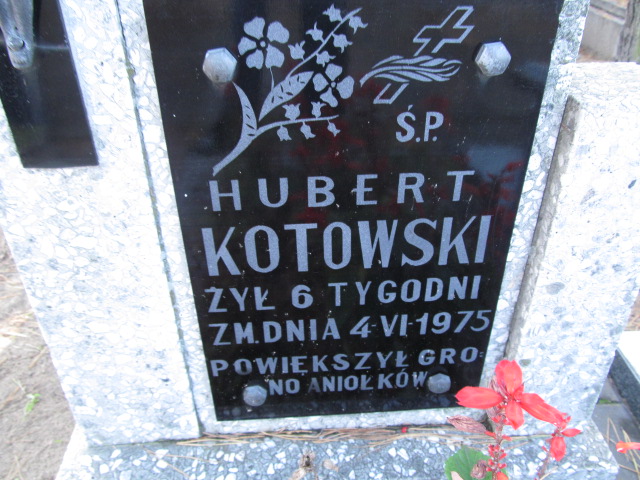 Ś.P.
HUBERT
KOTOWSKI
ŻYŁ 6 TYGODNI
ZM.DNIA 4-VI-1975
POWIĘKSZYŁ GRO-
NO ANIOŁKÓW